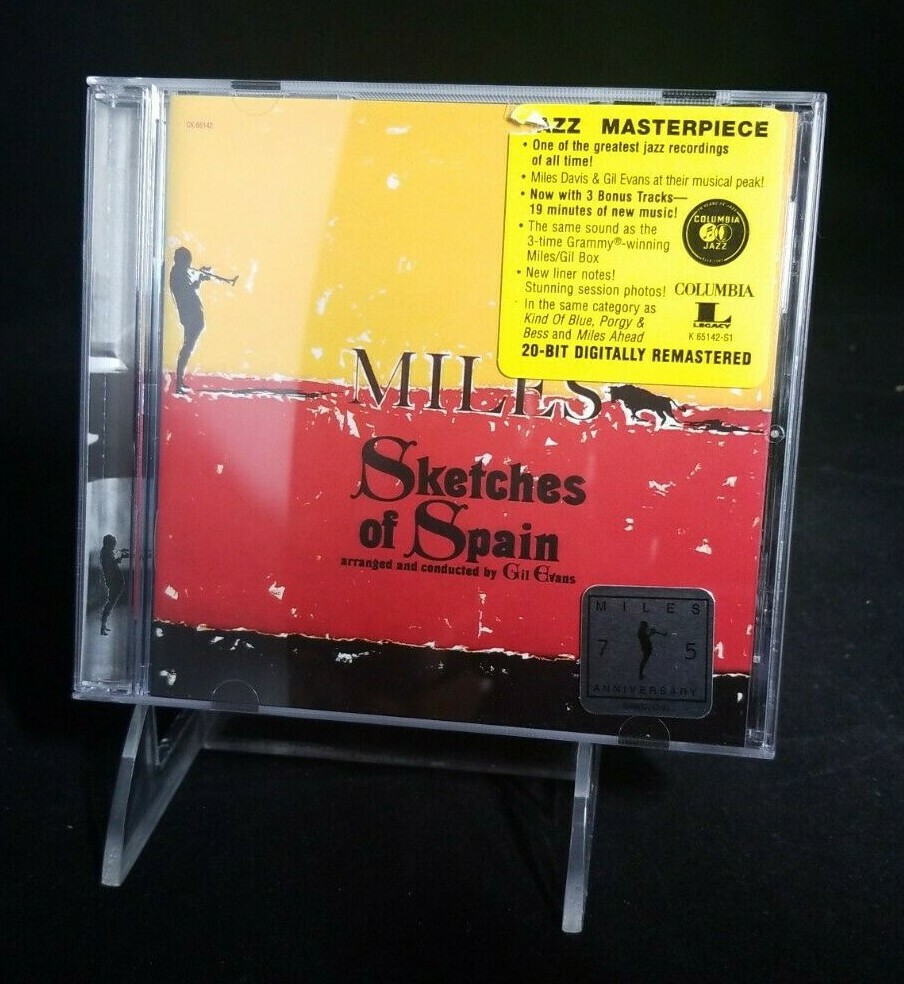 CK 65142
AZZ MASTERPIECE
• One of the greatest jazz recordings
of all time!
• Miles Davis & Gil Evans at their musical peak!
• Now with 3 Bonus Tracks—
19 minutes of new music!
• The same sound as the
3-time Grammy®-winning
Miles/Gil Box
• New liner notes!
Stunning session photos!
• In the same category as
Kind Of Blue, Porgy &
Bess and Miles Ahead
20-BIT DIGITALLY REMASTERED
COLUMBIA
JAZZ
COLUMBIA
L
LEGACY
K 65142-S1
MILES
Sketches
of Spain
arranged and conducted by Gil Evans
MILES
7 5
ANNIVERSARY